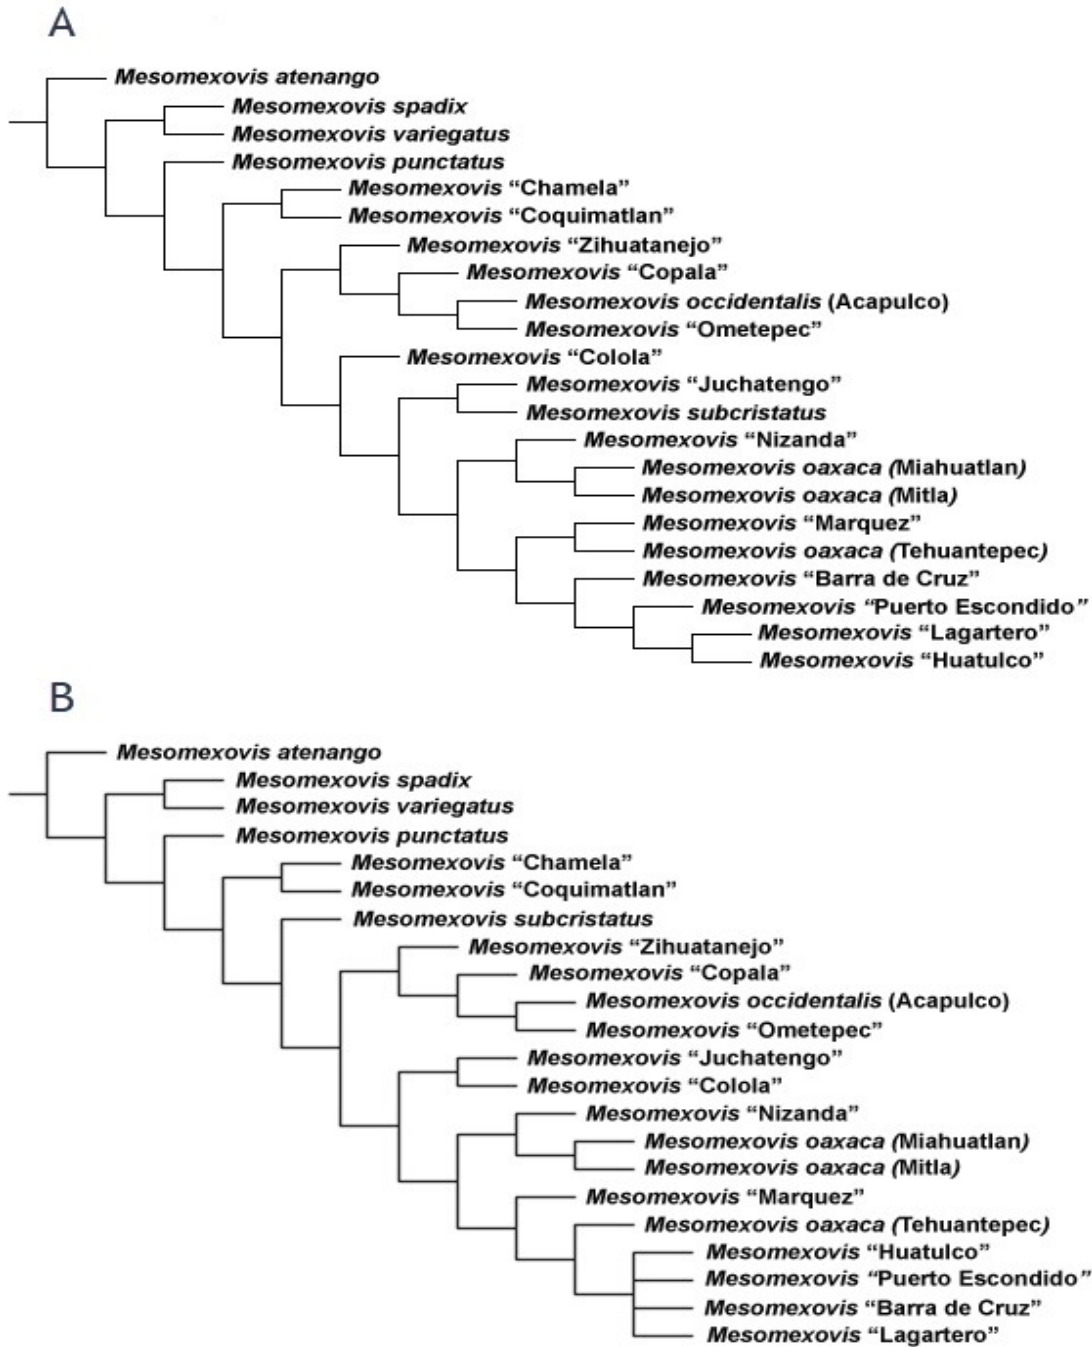 A
Mesomexovis atenango
Mesomexovis spadix
Mesomexovis variegatus
Mesomexovis punctatus
Mesomexovis “Chamela”
Mesomexovis “Coquimatlan”
Mesomexovis “Zihuatanejo”
Mesomexovis “Copala”
Mesomexovis occidentalis (Acapulco)
Mesomexovis “Ometepec”
Mesomexovis “Colola”
Mesomexovis “Juchatengo”
Mesomexovis subcristatus
Mesomexovis “Nizanda”
Mesomexovis oaxaca (Miahuatlan)
Mesomexovis oaxaca (Mitla)
Mesomexovis “Marquez”
Mesomexovis oaxaca (Tehuantepec)
Mesomexovis “Barra de Cruz”
Mesomexovis “Puerto Escondido”
Mesomexovis “Lagartero”
Mesomexovis “Huatulco”
B
Mesomexovis atenango
Mesomexovis spadix
Mesomexovis variegatus
Mesomexovis punctatus
Mesomexovis “Chamela”
Mesomexovis “Coquimatlan”
Mesomexovis subcristatus
Mesomexovis “Zihuatanejo”
Mesomexovis “Copala”
Mesomexovis occidentalis (Acapulco)
Mesomexovis “Ometepec”
Mesomexovis “Juchatengo”
Mesomexovis “Colola”
Mesomexovis “Nizanda”
Mesomexovis oaxaca (Miahuatlan)
Mesomexovis oaxaca (Mitla)
Mesomexovis “Marquez”
Mesomexovis oaxaca (Tehuantepec)
Mesomexovis “Huatulco”
Mesomexovis “Puerto Escondido”
Mesomexovis “Barra de Cruz”
Mesomexovis “Lagartero”